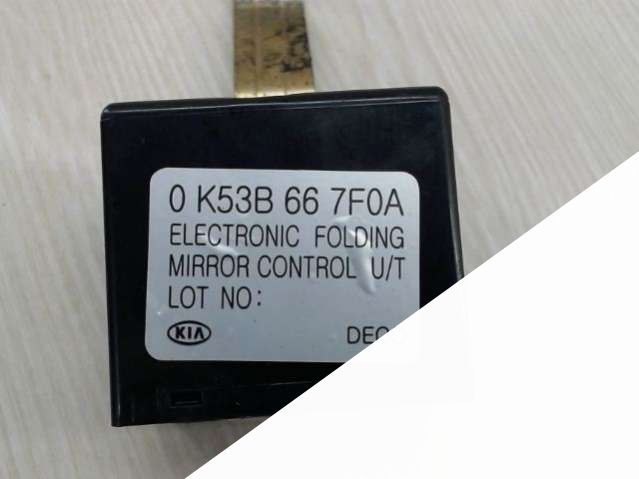 0 K53B 66 7F0A
ELECTRONIC FOLDING
MIRROR CONTROL U/T
LOT NO:
KIA